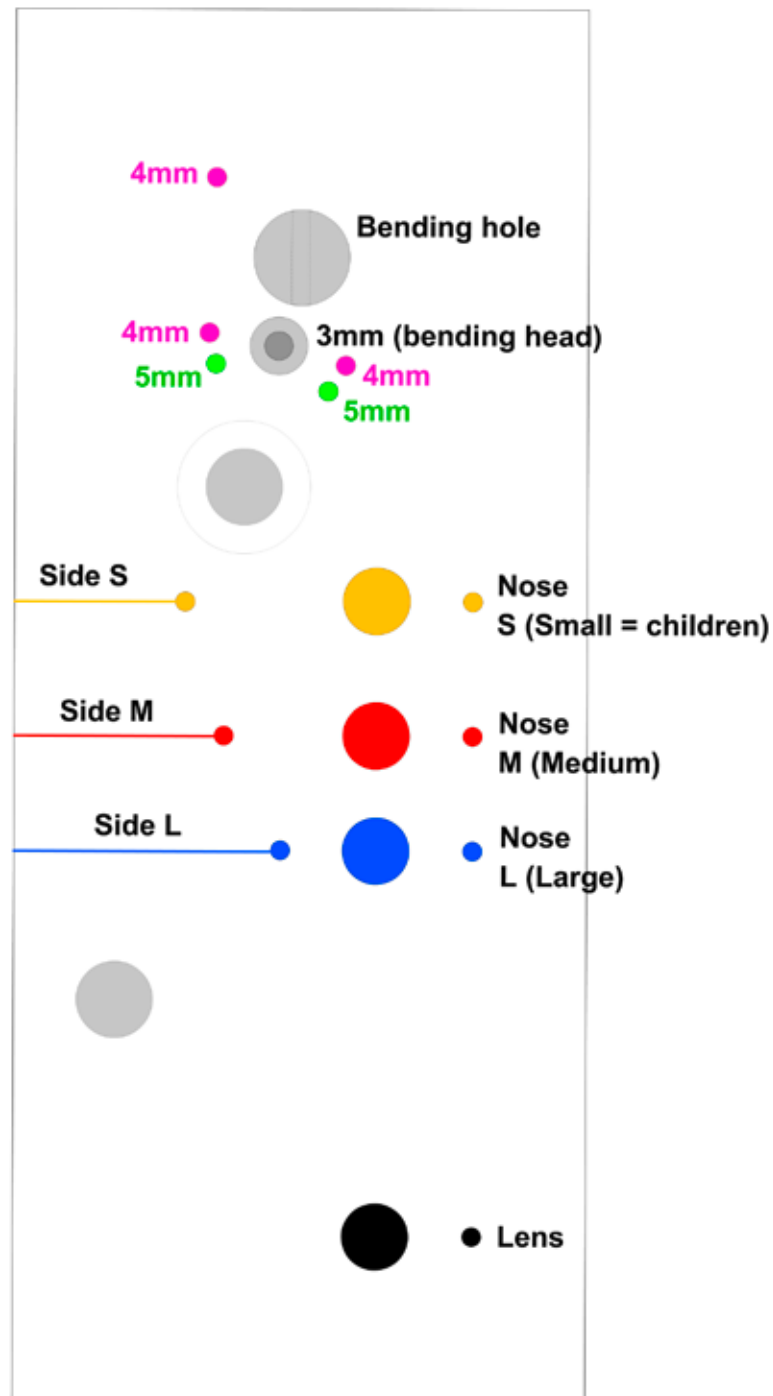 4mm
Bending hole
4mm
3mm (bending head)
5mm
4mm
5mm
Side S
Nose
S (Small = children)
Side M
Nose
M (Medium)
Side L
Nose
L (Large)
Lens